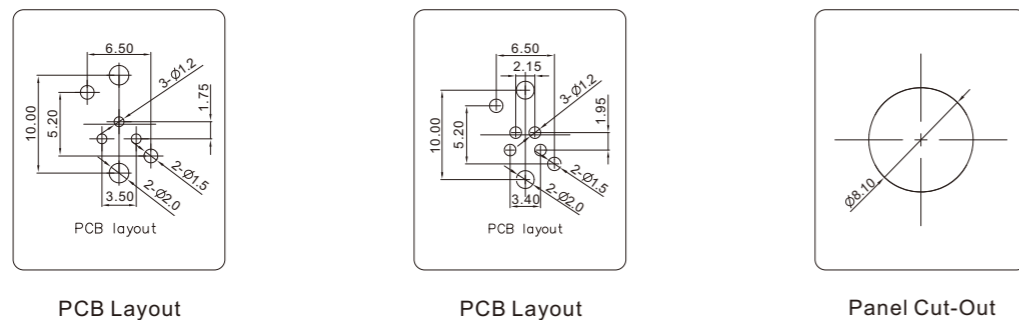 6.50
3-Ø1.2
1.75
10.00
5.20
2-Ø1.5
2-Ø2.0
3.50
PCB layout
PCB Layout
6.50
2.15
3-Ø1.2
1.95
10.00
5.20
2-Ø1.5
2-Ø2.0
3.40
PCB layout
PCB Layout
Ø8.10
Panel Cut-Out